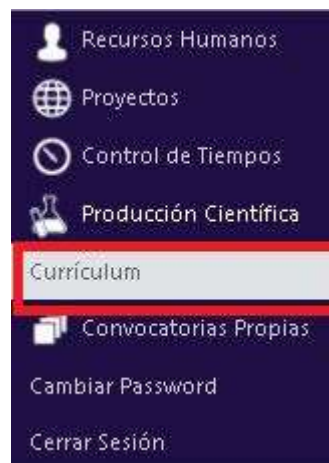 Recursos Humanos
Proyectos
Control de Tiempos
Producción Científica
Currículum
Convocatorias Propias
Cambiar Password
Cerrar Sesión